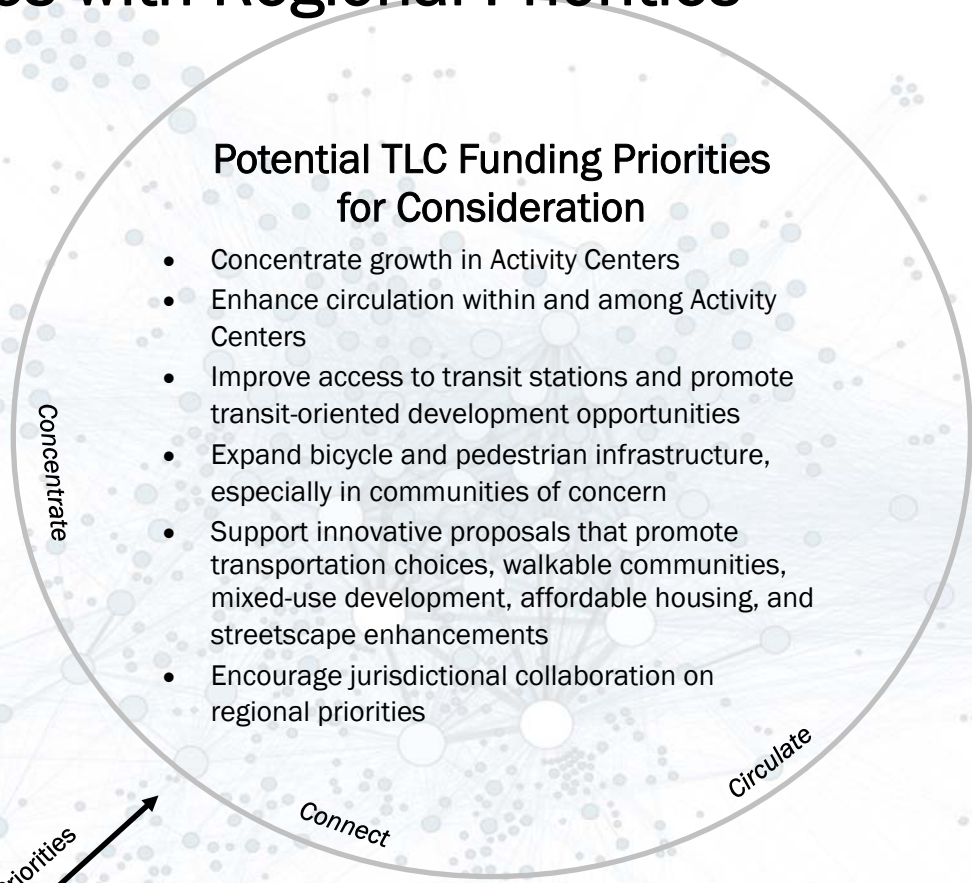 with Regional Priorities
Potential TLC Funding Priorities
for Consideration
• Concentrate growth in Activity Centers
• Enhance circulation within and among Activity
Centers
• Improve access to transit stations and promote
transit-oriented development opportunities
• Expand bicycle and pedestrian infrastructure,
especially in communities of concern
• Support innovative proposals that promote
transportation choices, walkable communities,
mixed-use development, affordable housing, and
streetscape enhancements
• Encourage jurisdictional collaboration on
regional priorities
Concentrate
Connect
Circulate